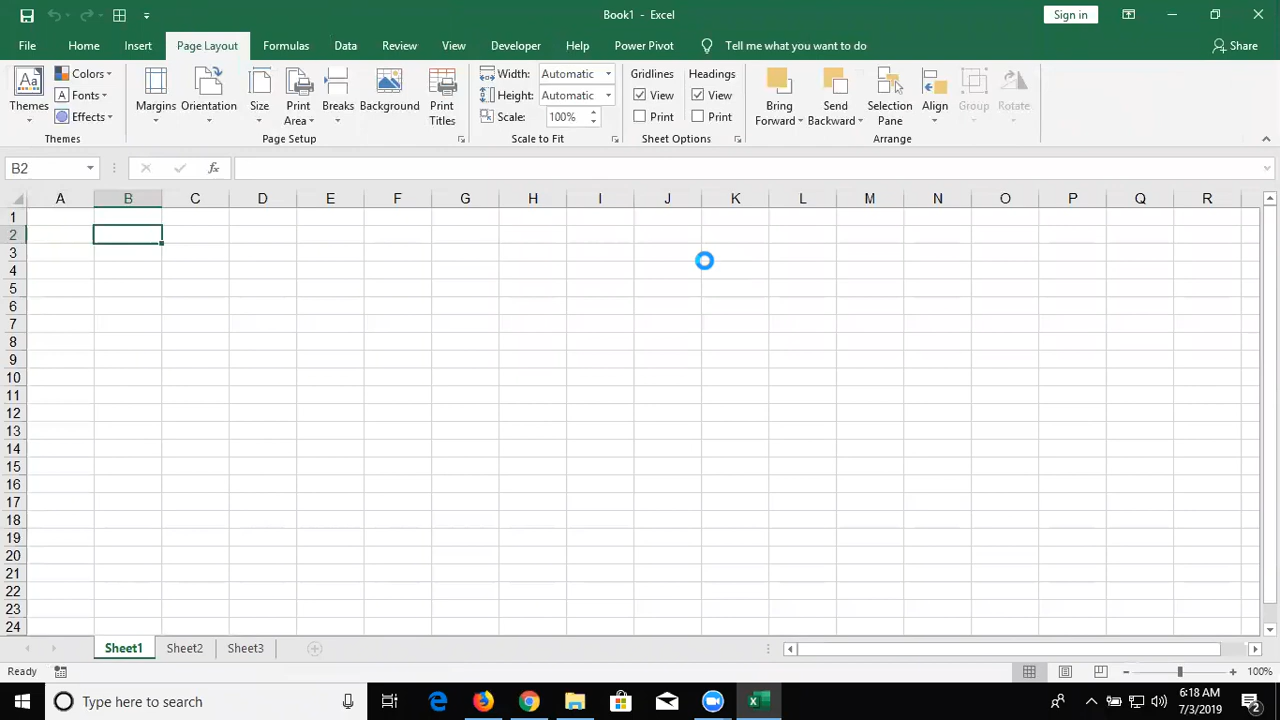 Book1 - Excel
Sign in
File Home Insert Page Layout Formulas Data Review View Developer Help Power Pivot Tell me what you want to do Share
Themes
Colors
Fonts
Effects
Themes
Margins Orientation Size Print Area Breaks Background Print Titles
Page Setup
Width: Automatic
Height: Automatic
Scale: 100%
Scale to Fit
Gridlines Headings
View View
Print Print
Sheet Options
Bring Forward Send Backward Selection Pane Align Group Rotate
Arrange
B2 fx
A B C D E F G H I J K L M N O P Q R
1
2
3
4
5
6
7
8
9
10
11
12
13
14
15
16
17
18
19
20
21
22
23
24
Sheet1 Sheet2 Sheet3
Ready 100%
Type here to search
6:18 AM
7/3/2019
2